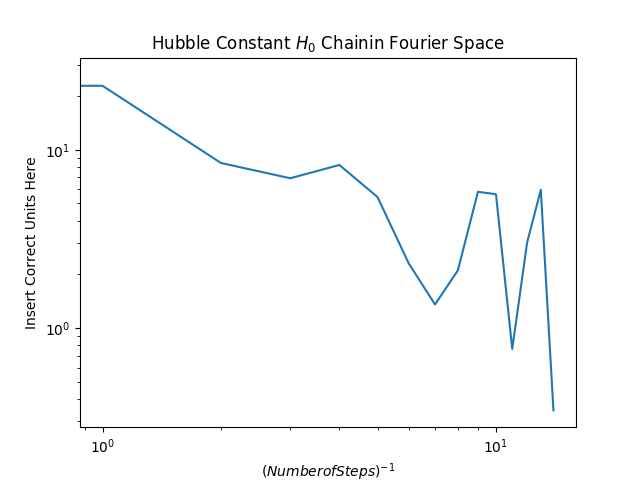 Hubble Constant H₀ Chainin Fourier Space
Insert Correct Units Here
10¹
10⁰
10⁰ 10¹
(NumberofSteps)⁻¹